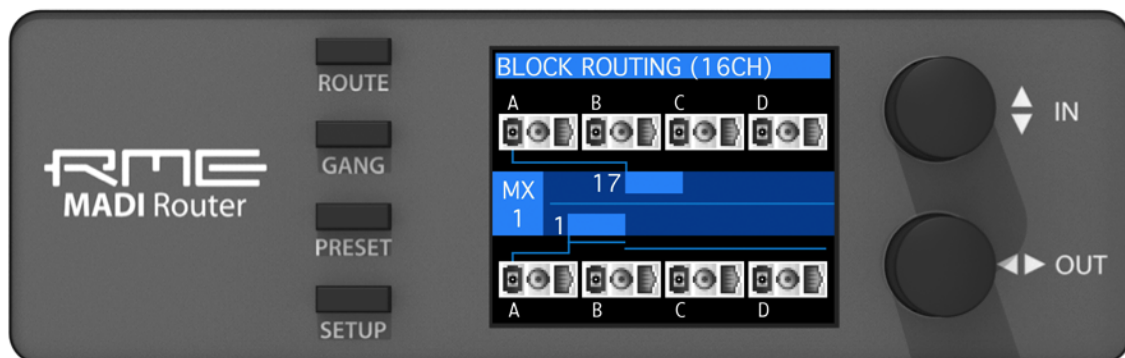 ROUTE
GANG
PRESET
SETUP
RME
MADI Router
BLOCK ROUTING (16CH)
A B C D
17
MX
1
1
A B C D
IN
OUT